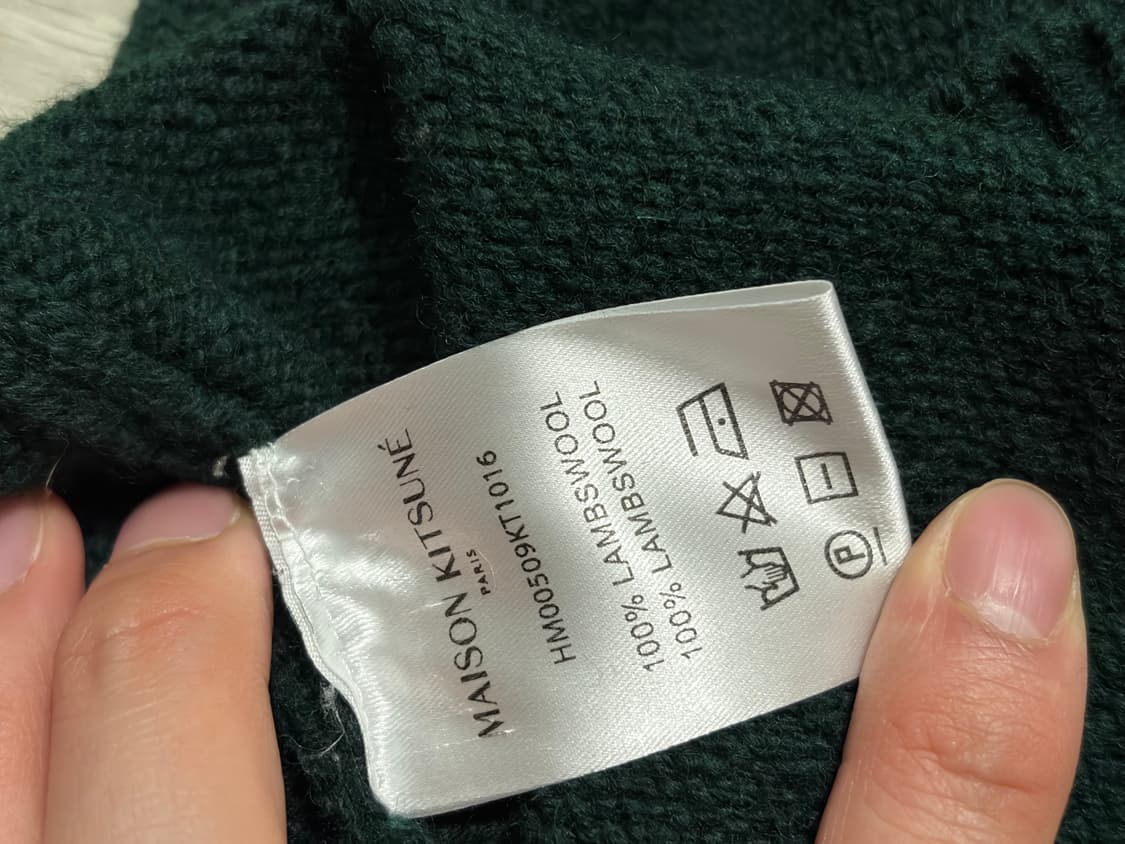 MAISON KITSUNÉ
PARIS
HM00509KT1016
100% LAMBSWOOL
100% LAMBSWOOL
P